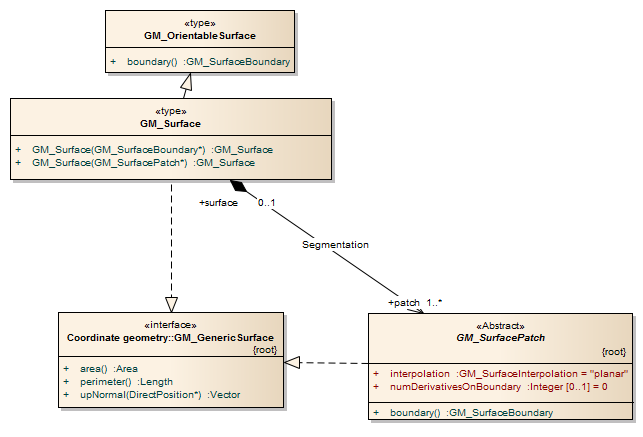 «type»
GM_OrientableSurface
+ boundary() :GM_SurfaceBoundary
«type»
GM_Surface
+ GM_Surface(GM_SurfaceBoundary*) :GM_Surface
+ GM_Surface(GM_SurfacePatch*) :GM_Surface
+surface 0..1
Segmentation
+patch 1..*
«interface»
Coordinate geometry::GM_GenericSurface
{root}
+ area() :Area
+ perimeter() :Length
+ upNormal(DirectPosition*) :Vector
«Abstract»
GM_SurfacePatch
{root}
+ interpolation :GM_SurfaceInterpolation = "planar"
+ numDerivativesOnBoundary :Integer [0..1] = 0
+ boundary() :GM_SurfaceBoundary